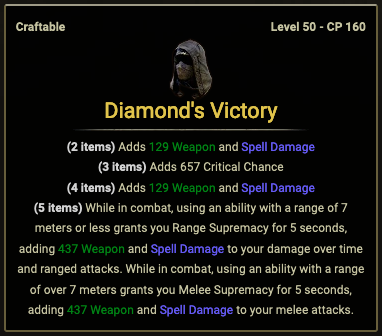 Craftable Level 50 - CP 160
Diamond's Victory
(2 items) Adds 129 Weapon and Spell Damage
(3 items) Adds 657 Critical Chance
(4 items) Adds 129 Weapon and Spell Damage
(5 items) While in combat, using an ability with a range of 7
meters or less grants you Range Supremacy for 5 seconds,
adding 437 Weapon and Spell Damage to your damage over time
and ranged attacks. While in combat, using an ability with a range
of over 7 meters grants you Melee Supremacy for 5 seconds,
adding 437 Weapon and Spell Damage to your melee attacks.